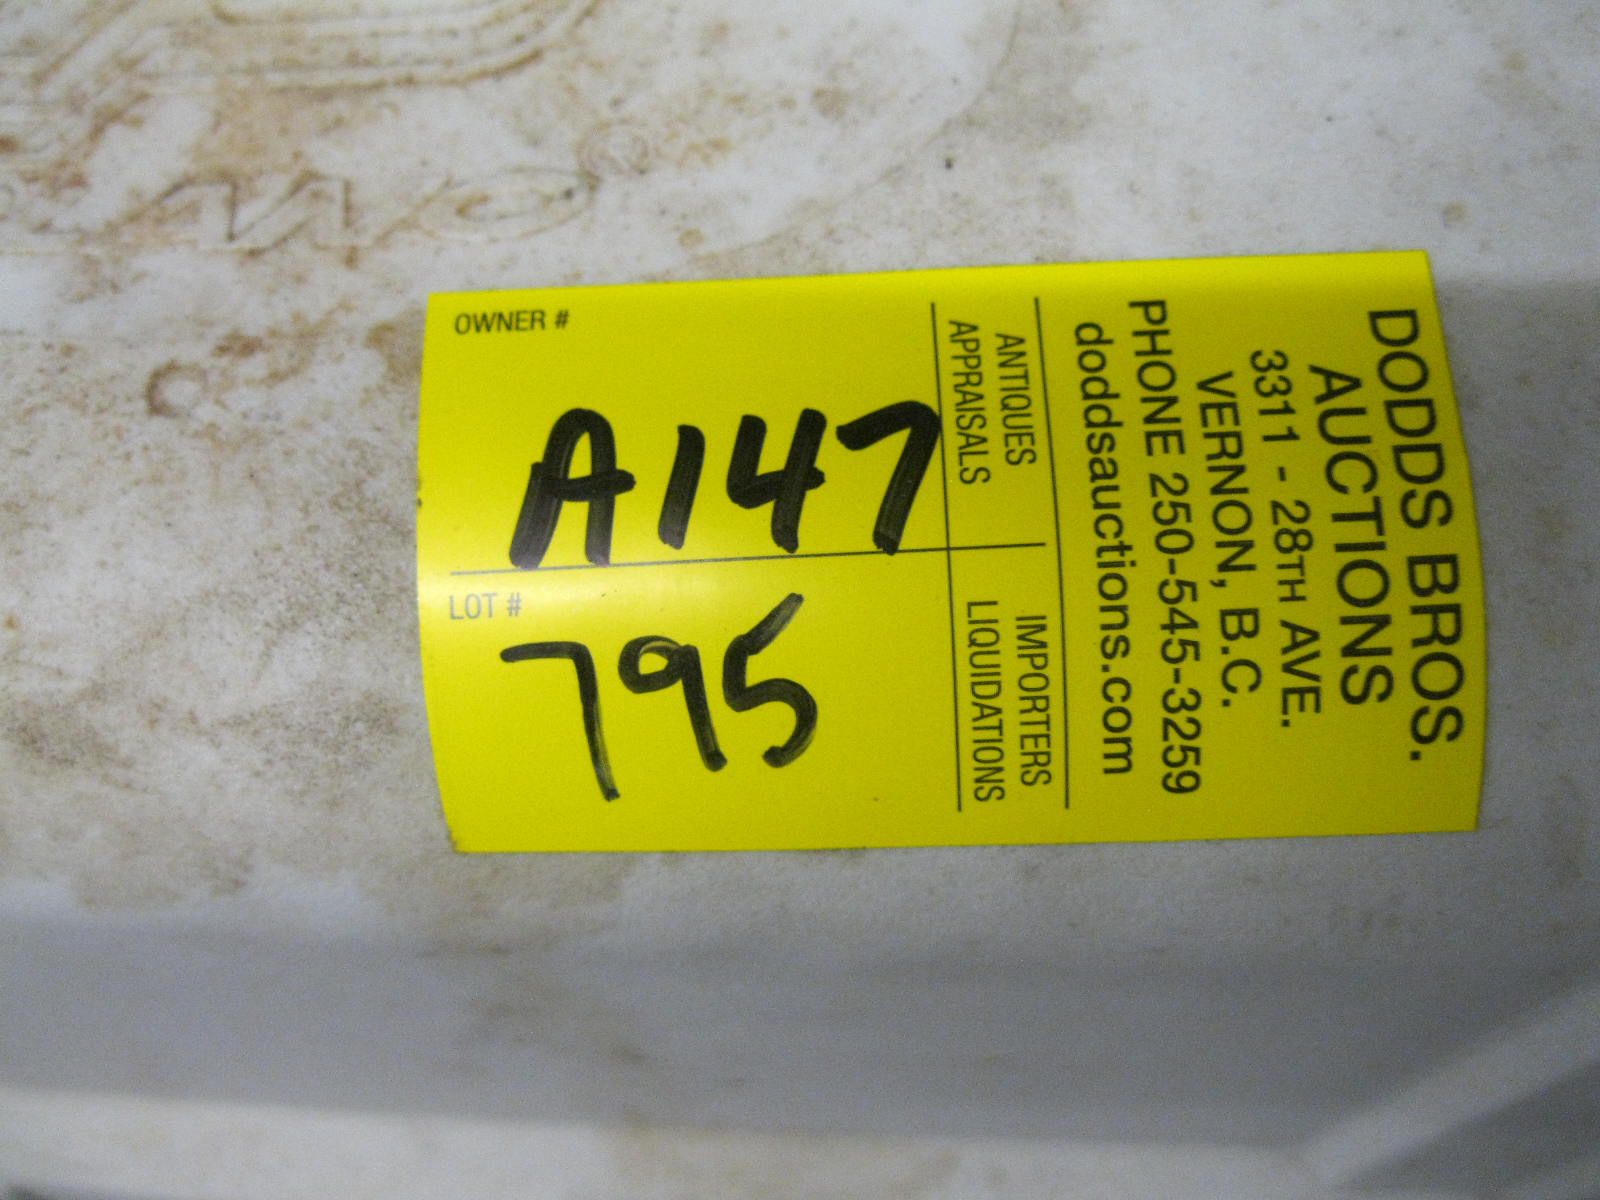 DODDS BROS.
AUCTIONS
3311 - 28TH AVE.
VERNON, B.C.
PHONE 250-545-3259
doddsauctions.com
ANTIQUES IMPORTERS
APPRAISALS LIQUIDATIONS
OWNER #
A147
LOT #
795